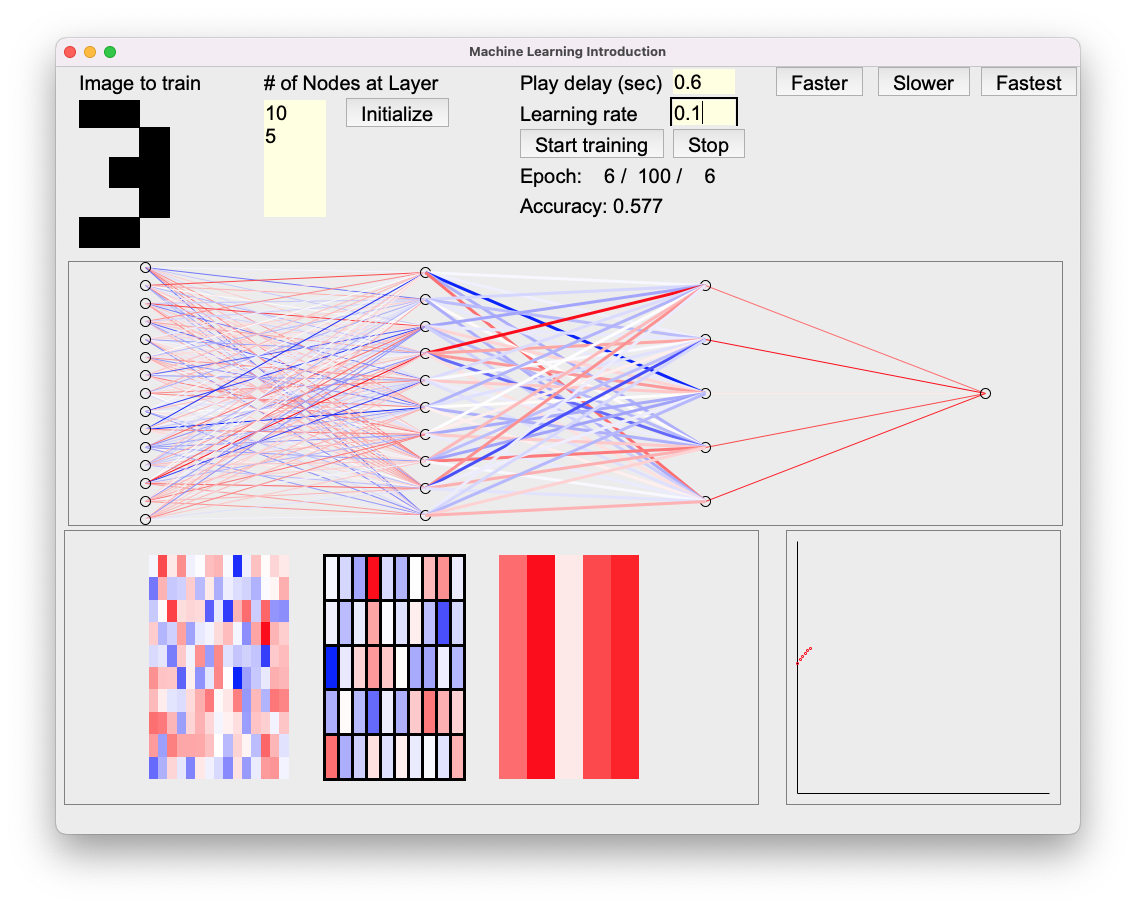 Machine Learning Introduction
Image to train
# of Nodes at Layer
10
5
Initialize
Play delay (sec) 0.6
Faster Slower Fastest
Learning rate 0.1
Start training Stop
Epoch: 6 / 100 / 6
Accuracy: 0.577